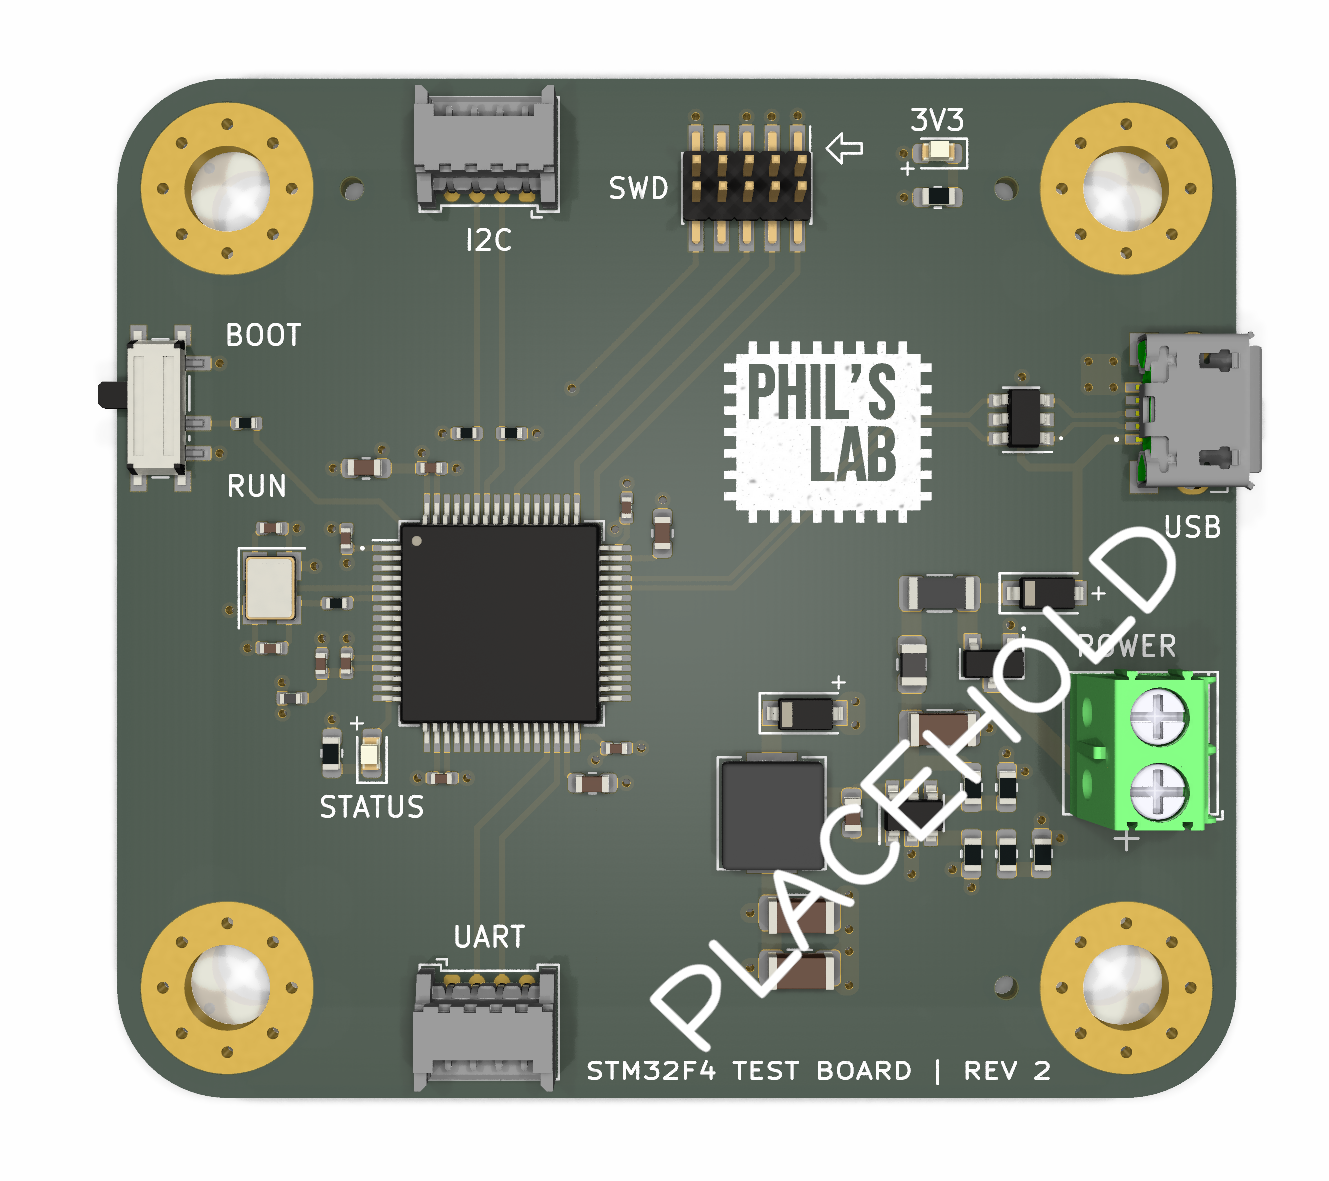 3V3
SWD
I2C
BOOT
PHIL'S
LAB
RUN
USB
POWER
PLACEHOLD
STATUS
UART
STM32F4 TEST BOARD | REV 2